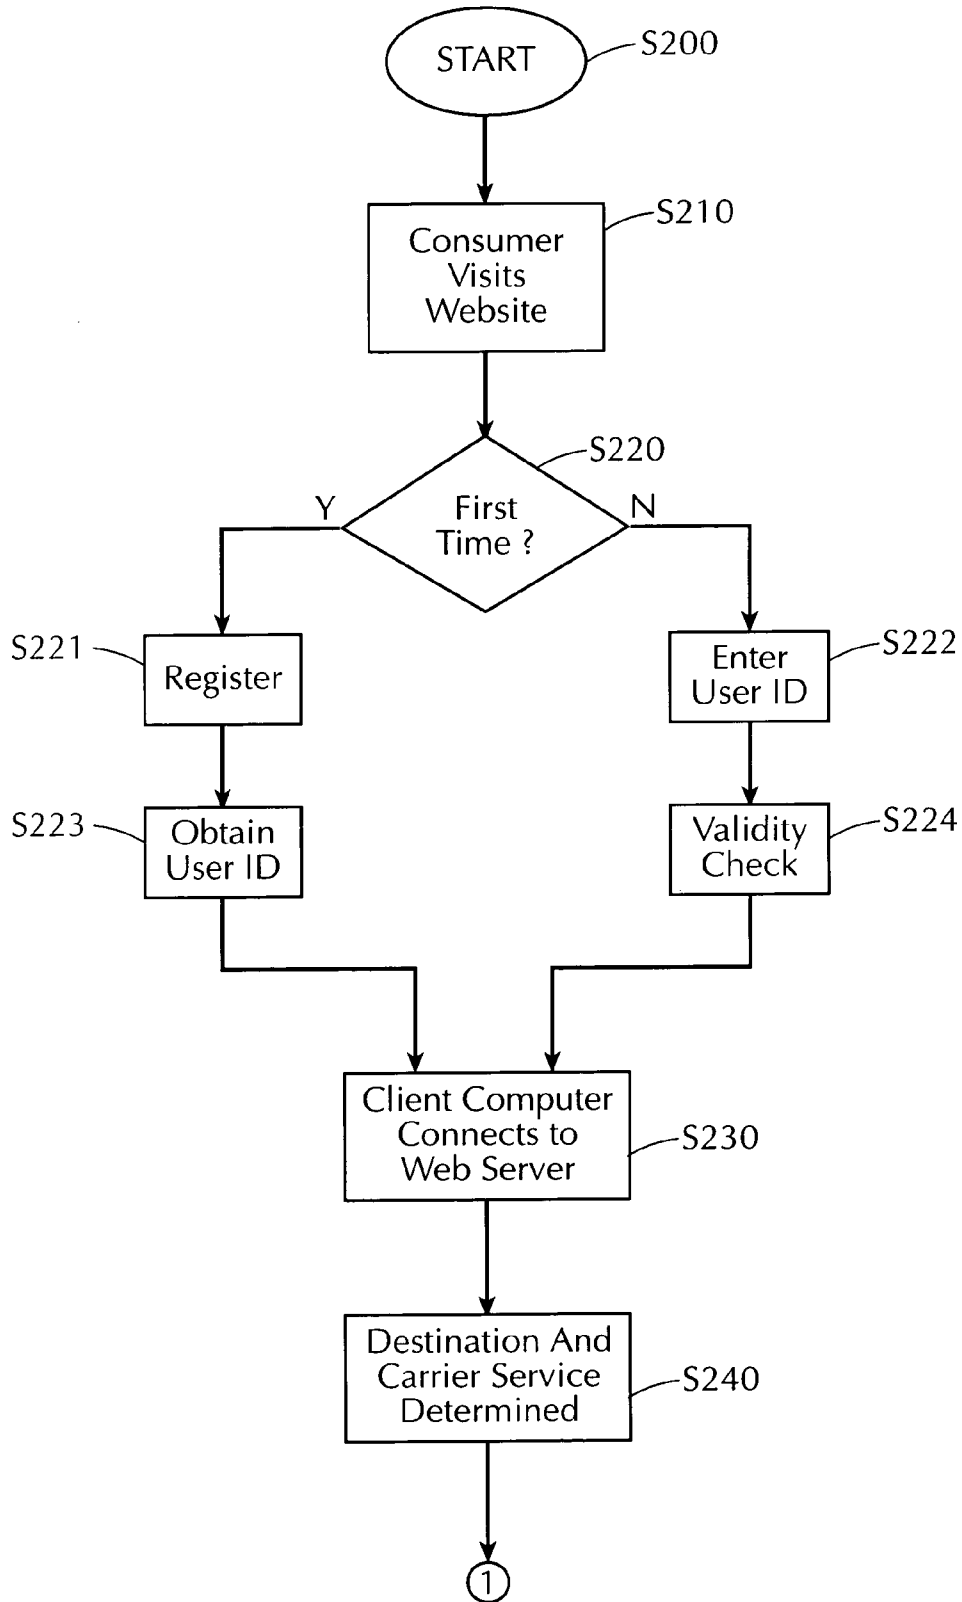 START
S200
Consumer
Visits
Website
S210
S220
First
Time ?
Y
N
S221
Register
Enter
User ID
S222
S223
Obtain
User ID
Validity
Check
S224
Client Computer
Connects to
Web Server
S230
Destination And
Carrier Service
Determined
S240
1